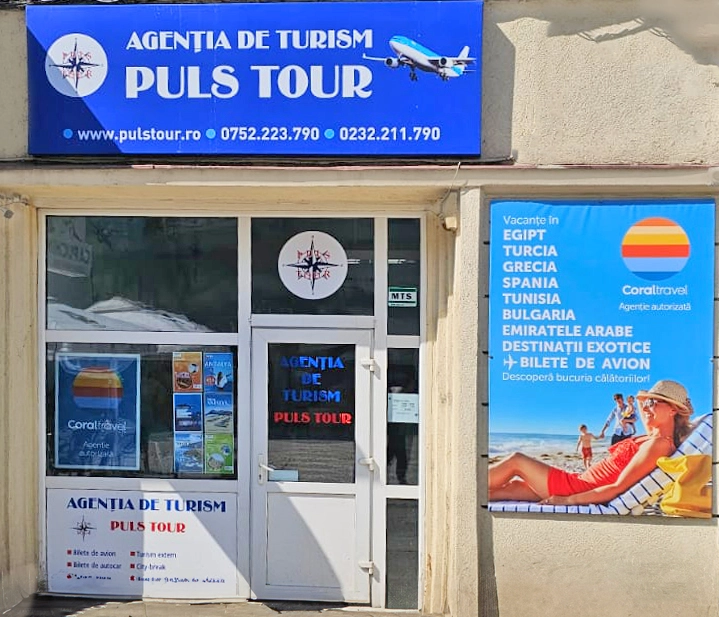 AGENȚIA DE TURISM
PULS TOUR
www.pulstour.ro 0752.223.790 0232.211.790
Vacanțe în
EGIPT
TURCIA
GRECIA
SPANIA
TUNISIA
BULGARIA
EMIRATELE ARABE
DESTINAȚII EXOTICE
BILETE DE AVION
Descoperă bucuria călătoriilor!
Coraltravel
Agenție autorizată
MTS
Coraltravel
Agenție
autorizată
ANTALYA
AGENȚIA
DE
TURISM
PULS TOUR
AGENȚIA DE TURISM
PULS TOUR
Bilete de avion
Turism extern
Bilete de autocar
City break